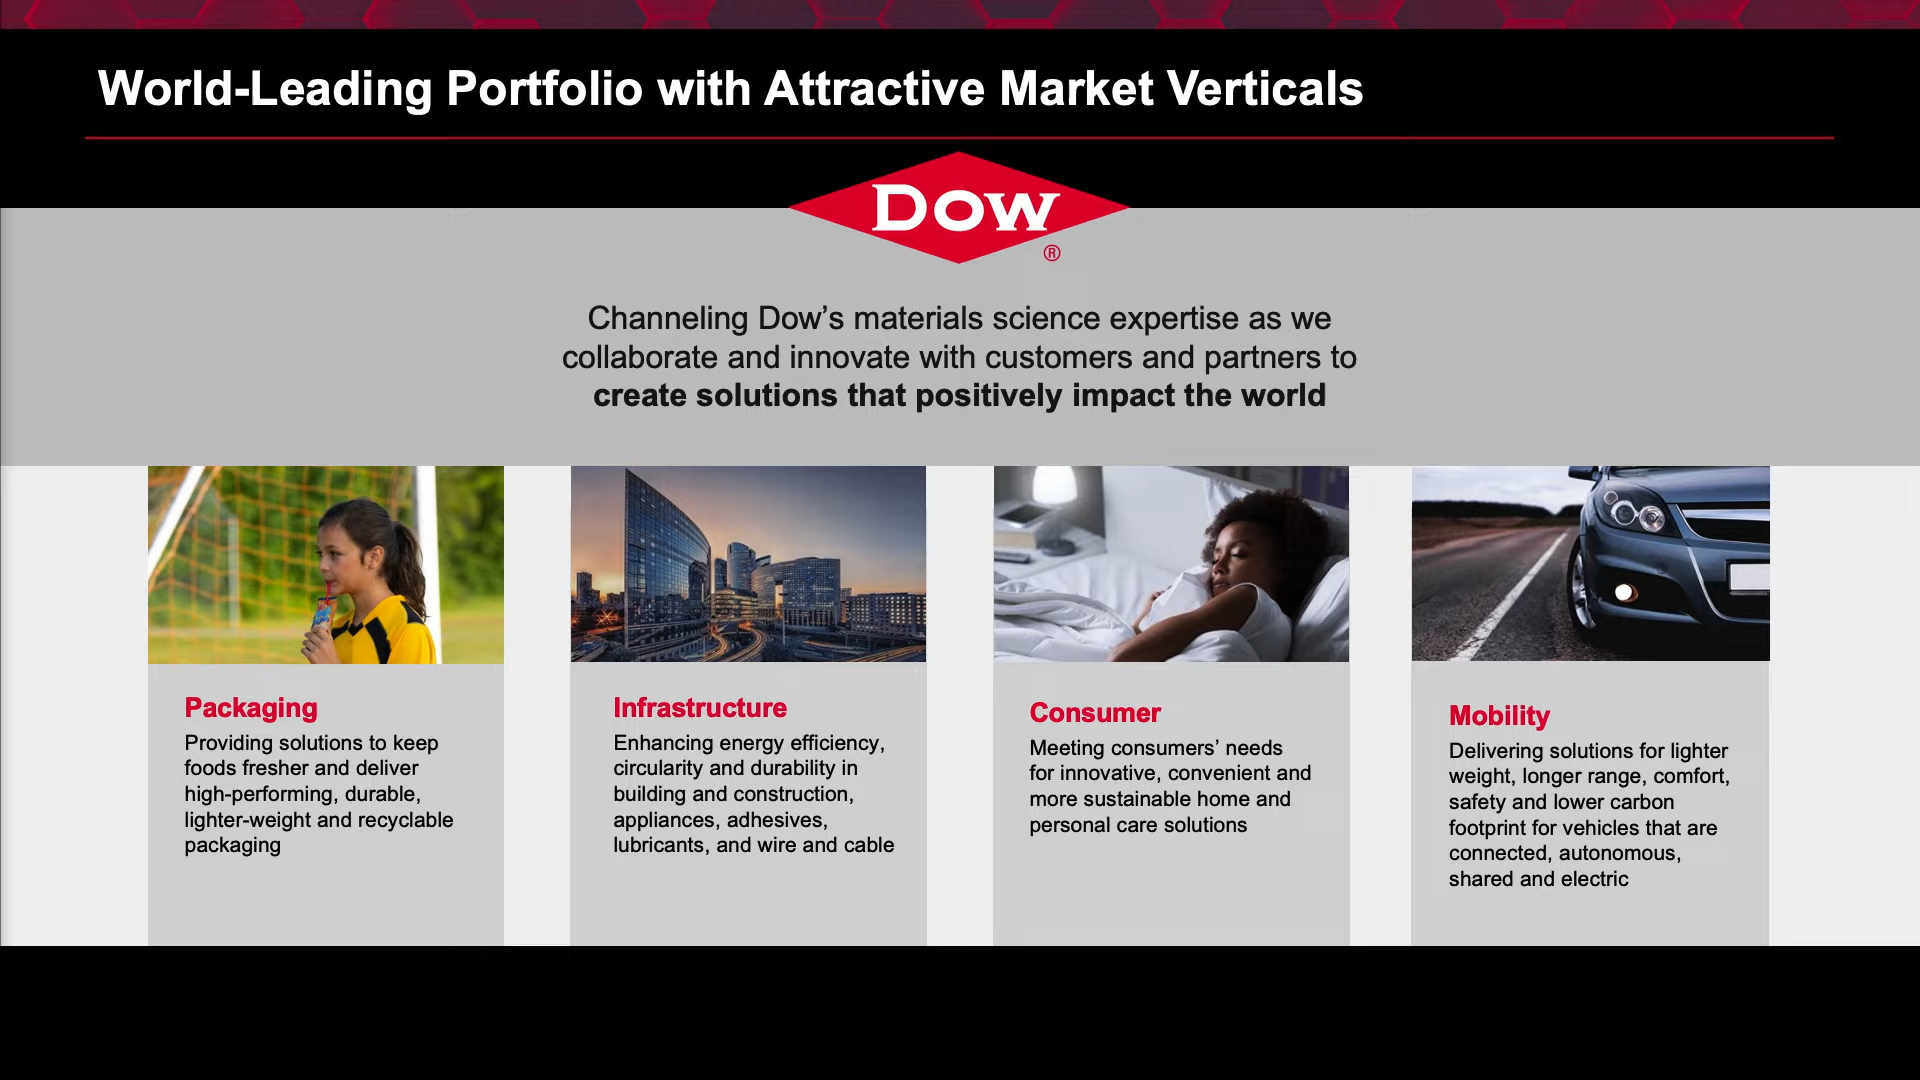 World-Leading Portfolio with Attractive Market Verticals
Dow
®
Channeling Dow’s materials science expertise as we
collaborate and innovate with customers and partners to
create solutions that positively impact the world
Packaging
Providing solutions to keep
foods fresher and deliver
high-performing, durable,
lighter-weight and recyclable
packaging
Infrastructure
Enhancing energy efficiency,
circularity and durability in
building and construction,
appliances, adhesives,
lubricants, and wire and cable
Consumer
Meeting consumers’ needs
for innovative, convenient and
more sustainable home and
personal care solutions
Mobility
Delivering solutions for lighter
weight, longer range, comfort,
safety and lower carbon
footprint for vehicles that are
connected, autonomous,
shared and electric